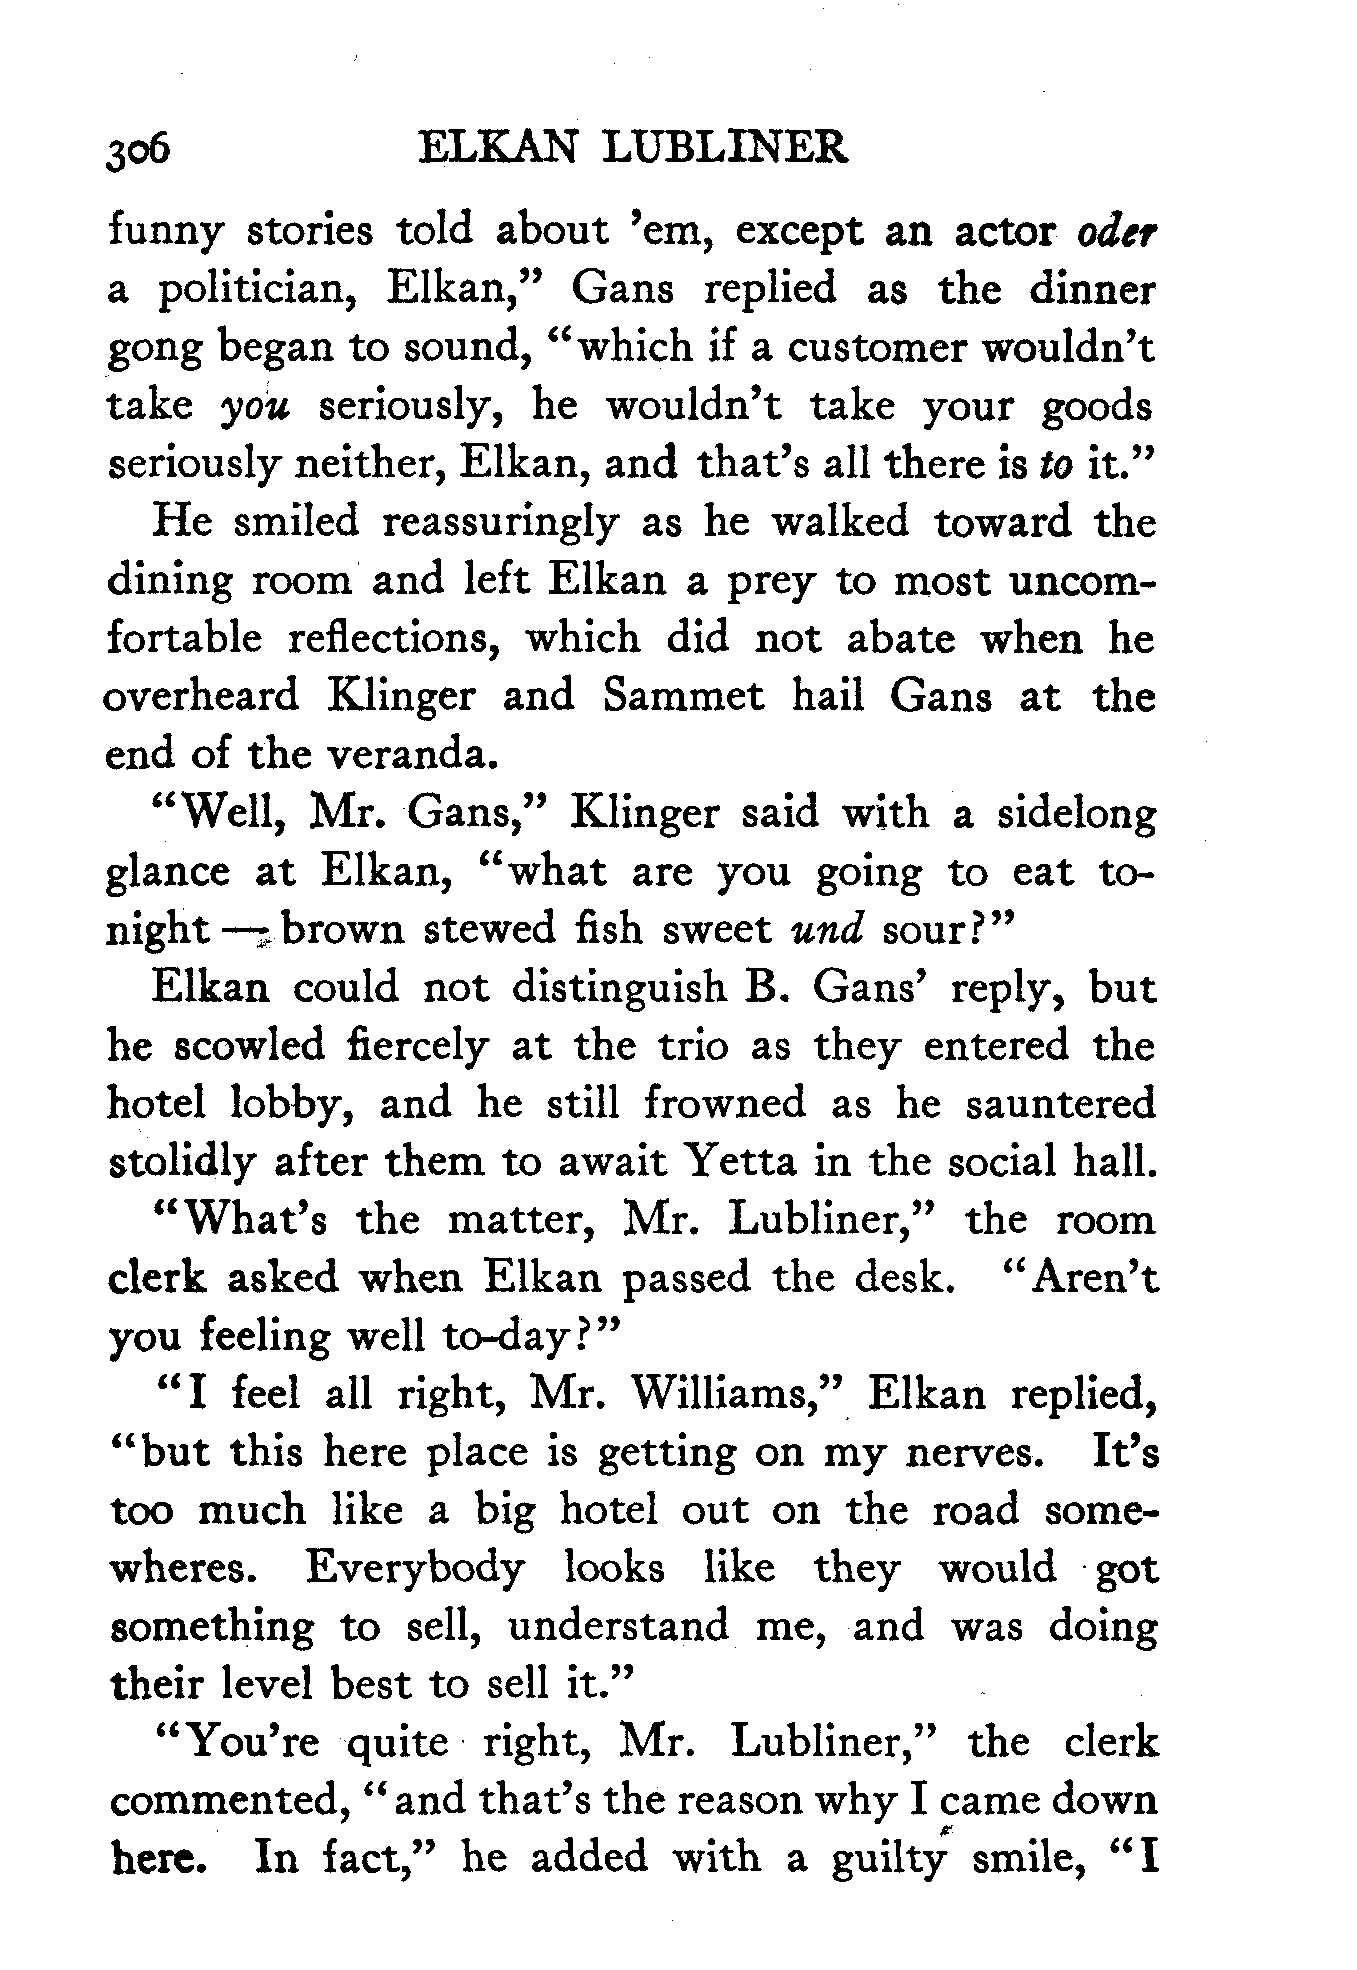 306 ELKAN LUBLINER
funny stories told about ’em, except an actor oder
a politician, Elkan,” Gans replied as the dinner
gong began to sound, “which if a customer wouldn’t
take you seriously, he wouldn’t take your goods
seriously neither, Elkan, and that’s all there is to it.”
He smiled reassuringly as he walked toward the
dining room and left Elkan a prey to most uncom-
fortable reflections, which did not abate when he
overheard Klinger and Sammet hail Gans at the
end of the veranda.
“Well, Mr. Gans,” Klinger said with a sidelong
glance at Elkan, “what are you going to eat to-
night — brown stewed fish sweet und sour?”
Elkan could not distinguish B. Gans’ reply, but
he scowled fiercely at the trio as they entered the
hotel lobby, and he still frowned as he sauntered
stolidly after them to await Yetta in the social hall.
“What’s the matter, Mr. Lubliner,” the room
clerk asked when Elkan passed the desk. “Aren’t
you feeling well to-day?”
“I feel all right, Mr. Williams,” Elkan replied,
“but this here place is getting on my nerves. It’s
too much like a big hotel out on the road some-
wheres. Everybody looks like they would got
something to sell, understand me, and was doing
their level best to sell it.”
“You’re quite right, Mr. Lubliner,” the clerk
commented, “and that’s the reason why I came down
here. In fact,” he added with a guilty smile, “I